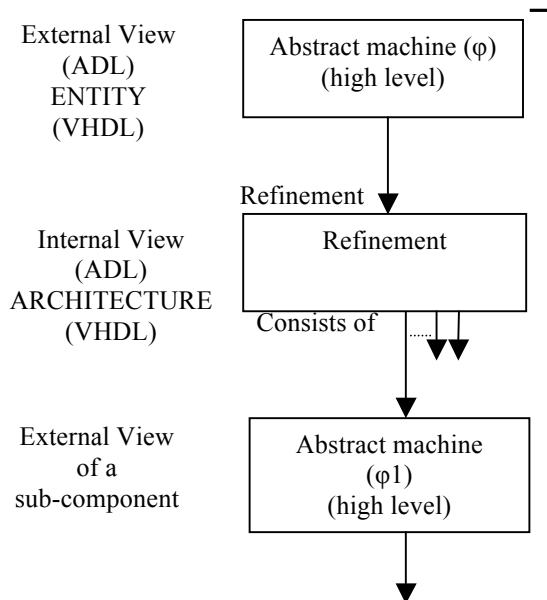 External View
(ADL)
ENTITY
(VHDL)
Abstract machine (φ)
(high level)
Refinement
Internal View
(ADL)
ARCHITECTURE
(VHDL)
Refinement
Consists of
......
External View
of a
sub-component
Abstract machine
(φ1)
(high level)